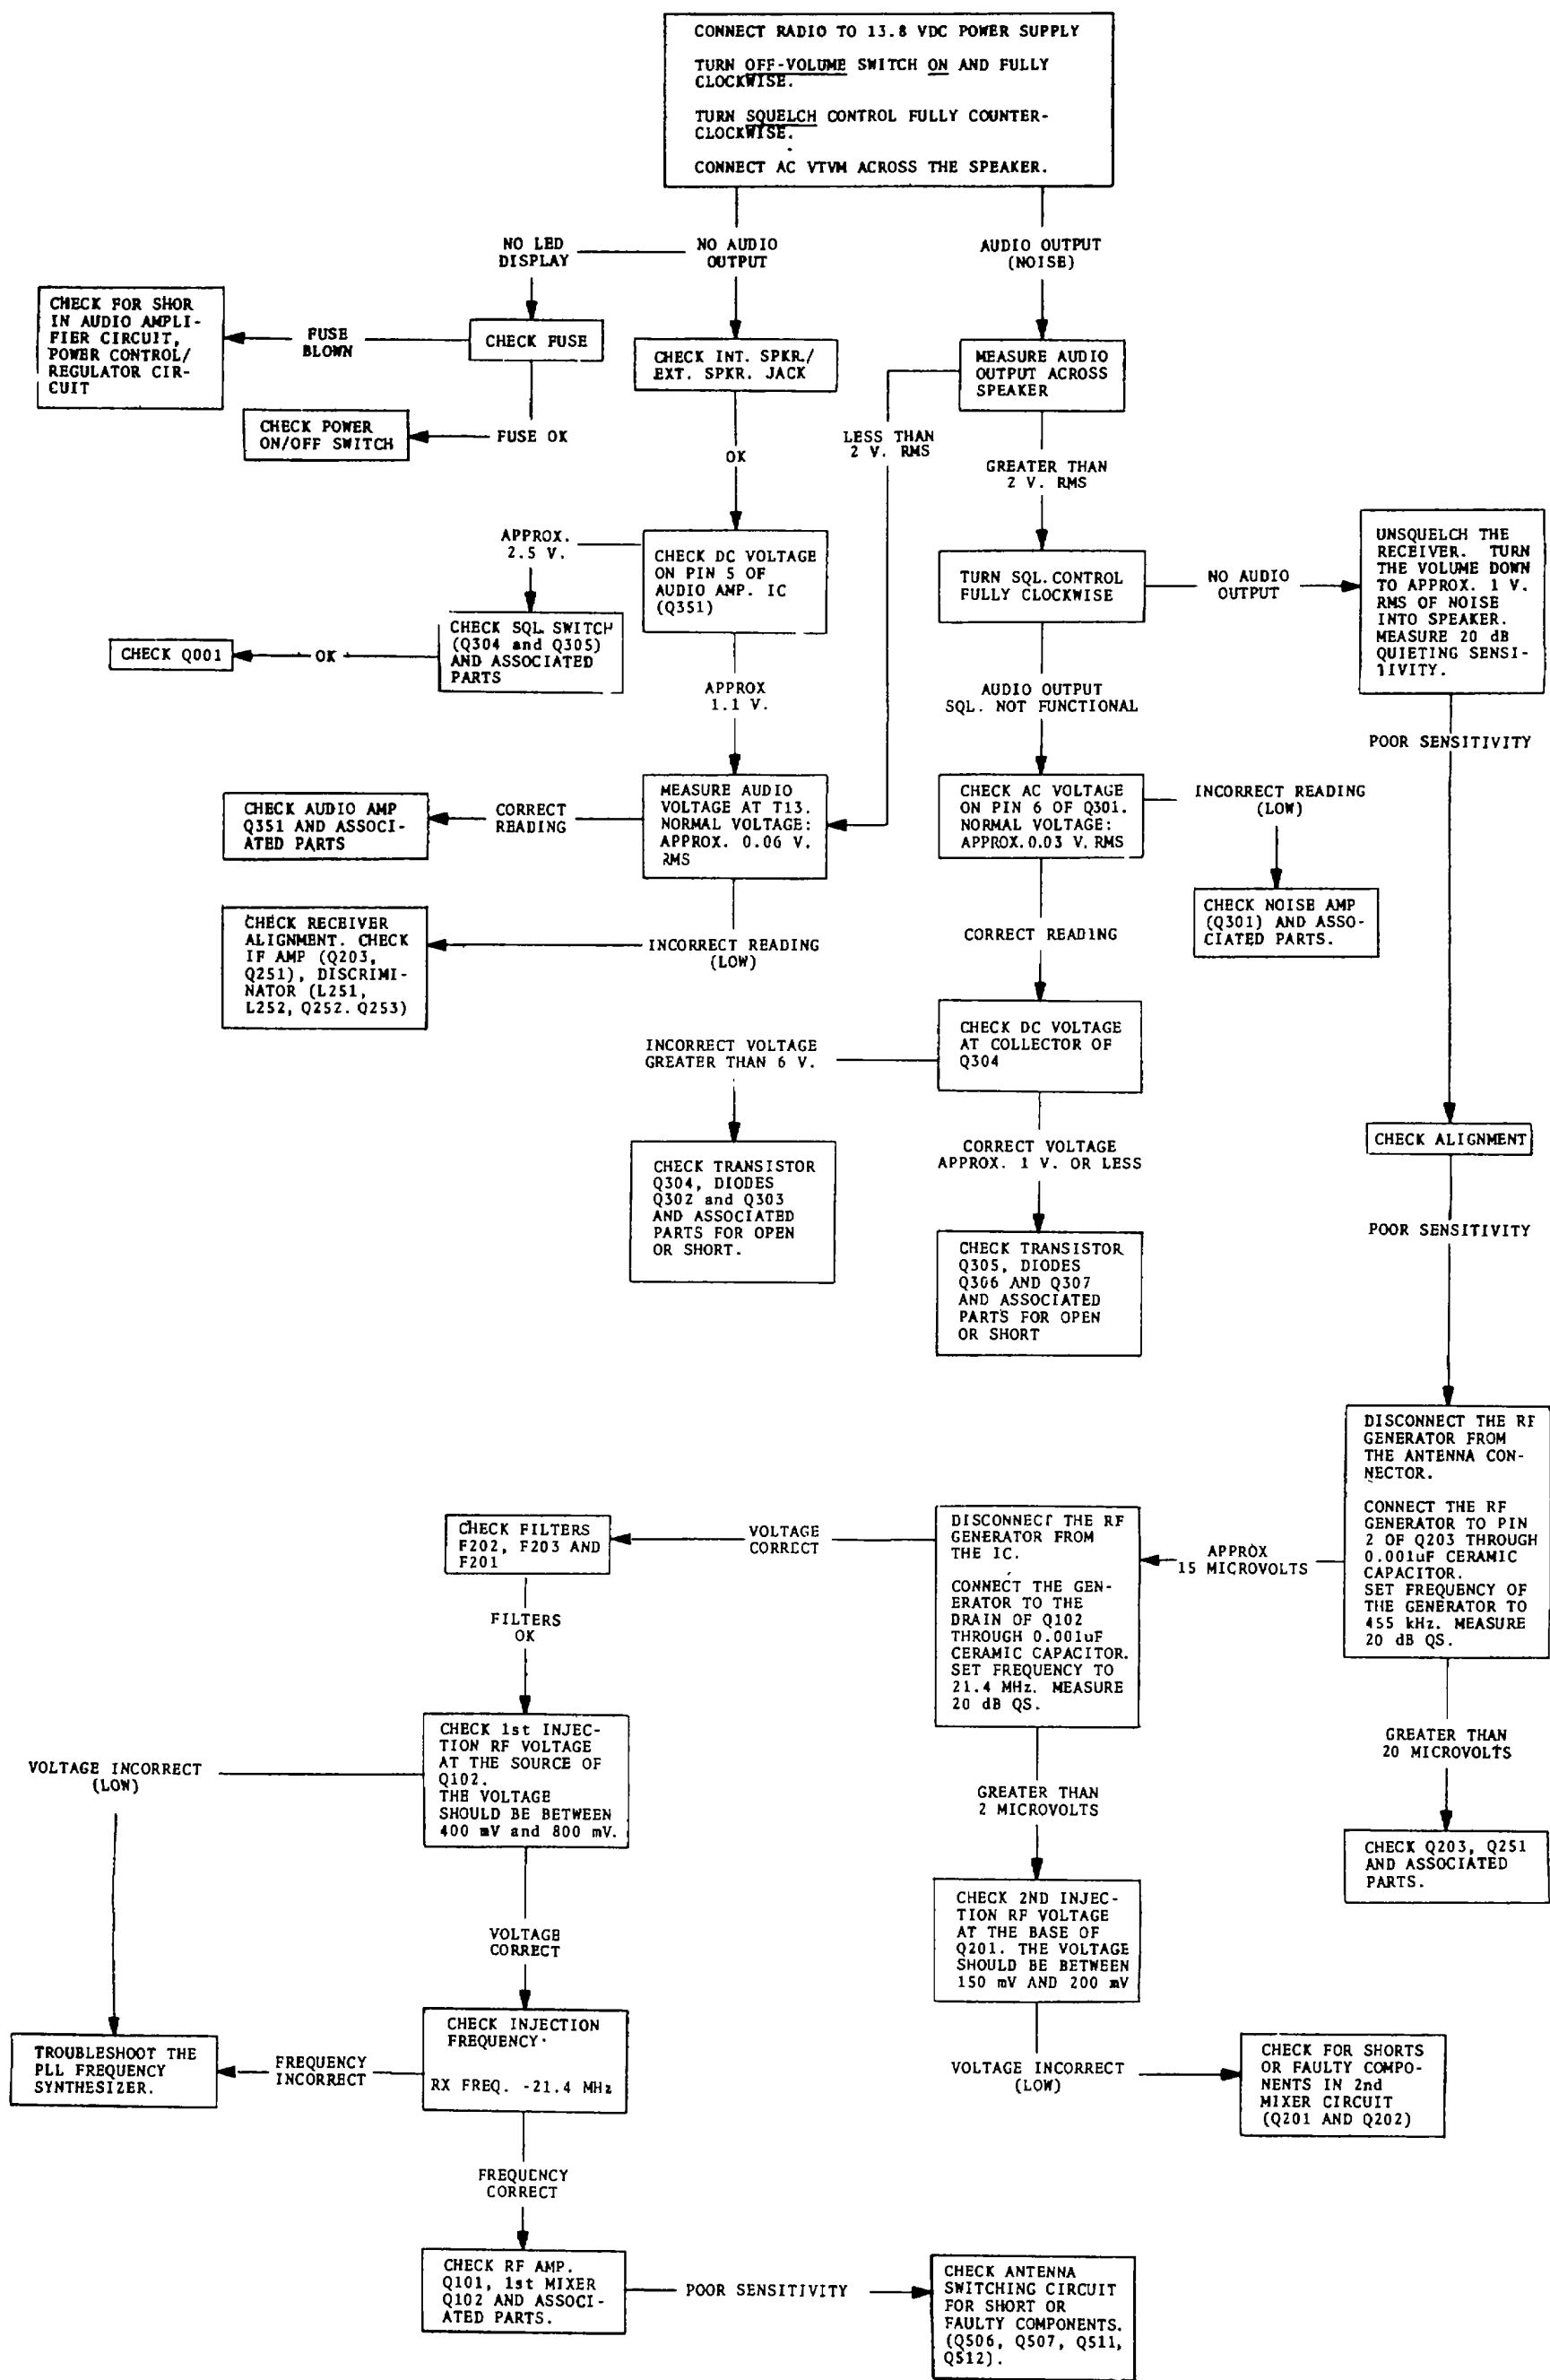 CONNECT RADIO TO 13.8 VDC POWER SUPPLY
TURN OFF-VOLUME SWITCH ON AND FULLY
CLOCKWISE.
TURN SQUELCH CONTROL FULLY COUNTER-
CLOCKWISE.
CONNECT AC VTVM ACROSS THE SPEAKER.
NO LED
DISPLAY
NO AUDIO
OUTPUT
AUDIO OUTPUT
(NOISE)
CHECK FOR SHOR
IN AUDIO AMPLI-
FIER CIRCUIT,
POWER CONTROL/
REGULATOR CIR-
CUIT
FUSE
BLOWN
CHECK FUSE
CHECK INT. SPKR./
EXT. SPKR. JACK
MEASURE AUDIO
OUTPUT ACROSS
SPEAKER
CHECK POWER
ON/OFF SWITCH
FUSE OK
OK
LESS THAN
2 V. RMS
GREATER THAN
2 V. RMS
APPROX.
2.5 V.
CHECK DC VOLTAGE
ON PIN 5 OF
AUDIO AMP. IC
(Q351)
TURN SQL. CONTROL
FULLY CLOCKWISE
NO AUDIO
OUTPUT
UNSQUELCH THE
RECEIVER. TURN
THE VOLUME DOWN
TO APPROX. 1 V.
RMS OF NOISE
INTO SPEAKER.
MEASURE 20 dB
QUIETING SENSI-
TIVITY.
CHECK Q001
OK
CHECK SQL. SWITCH
(Q304 and Q305)
AND ASSOCIATED
PARTS
APPROX
1.1 V.
AUDIO OUTPUT
SQL. NOT FUNCTIONAL
POOR SENSITIVITY
CHECK AUDIO AMP
Q351 AND ASSOCI-
ATED PARTS
CORRECT
READING
MEASURE AUDIO
VOLTAGE AT T13.
NORMAL VOLTAGE:
APPROX. 0.06 V.
RMS
CHECK AC VOLTAGE
ON PIN 6 OF Q301.
NORMAL VOLTAGE:
APPROX. 0.03 V. RMS
INCORRECT READING
(LOW)
CHECK NOISE AMP
(Q301) AND ASSO-
CIATED PARTS.
CHECK RECEIVER
ALIGNMENT. CHECK
IF AMP (Q203,
Q251), DISCRIMI-
NATOR (L251,
L252, Q252. Q253)
INCORRECT READING
(LOW)
CORRECT READING
INCORRECT VOLTAGE
GREATER THAN 6 V.
CHECK DC VOLTAGE
AT COLLECTOR OF
Q304
CHECK TRANSISTOR
Q304, DIODES
Q302 and Q303
AND ASSOCIATED
PARTS FOR OPEN
OR SHORT.
CORRECT VOLTAGE
APPROX. 1 V. OR LESS
CHECK ALIGNMENT
POOR SENSITIVITY
CHECK TRANSISTOR
Q305, DIODES
Q306 AND Q307
AND ASSOCIATED
PARTS FOR OPEN
OR SHORT
DISCONNECT THE RF
GENERATOR FROM
THE ANTENNA CON-
NECTOR.
CONNECT THE RF
GENERATOR TO PIN
2 OF Q203 THROUGH
0.001uF CERAMIC
CAPACITOR.
SET FREQUENCY OF
THE GENERATOR TO
455 kHz. MEASURE
20 dB QS.
CHECK FILTERS
F202, F203 AND
F201
VOLTAGE
CORRECT
DISCONNECT THE RF
GENERATOR FROM
THE IC.
CONNECT THE GEN-
ERATOR TO THE
DRAIN OF Q102
THROUGH 0.001uF
CERAMIC CAPACITOR.
SET FREQUENCY TO
21.4 MHz. MEASURE
20 dB QS.
APPROX
15 MICROVOLTS
FILTERS
OK
VOLTAGE INCORRECT
(LOW)
CHECK 1st INJEC-
TION RF VOLTAGE
AT THE SOURCE OF
Q102.
THE VOLTAGE
SHOULD BE BETWEEN
400 mV and 800 mV.
GREATER THAN
2 MICROVOLTS
GREATER THAN
20 MICROVOLTS
CHECK Q203, Q251
AND ASSOCIATED
PARTS.
VOLTAGE
CORRECT
CHECK 2ND INJEC-
TION RF VOLTAGE
AT THE BASE OF
Q201. THE VOLTAGE
SHOULD BE BETWEEN
150 mV AND 200 mV
TROUBLESHOOT THE
PLL FREQUENCY
SYNTHESIZER.
FREQUENCY
INCORRECT
CHECK INJECTION
FREQUENCY
RX FREQ. -21.4 MHz
VOLTAGE INCORRECT
(LOW)
CHECK FOR SHORTS
OR FAULTY COMPO-
NENTS IN 2nd
MIXER CIRCUIT
(Q201 AND Q202)
FREQUENCY
CORRECT
CHECK RF AMP.
Q101, 1st MIXER
Q102 AND ASSOCI-
ATED PARTS.
POOR SENSITIVITY
CHECK ANTENNA
SWITCHING CIRCUIT
FOR SHORT OR
FAULTY COMPONENTS.
(Q506, Q507, Q511,
Q512).